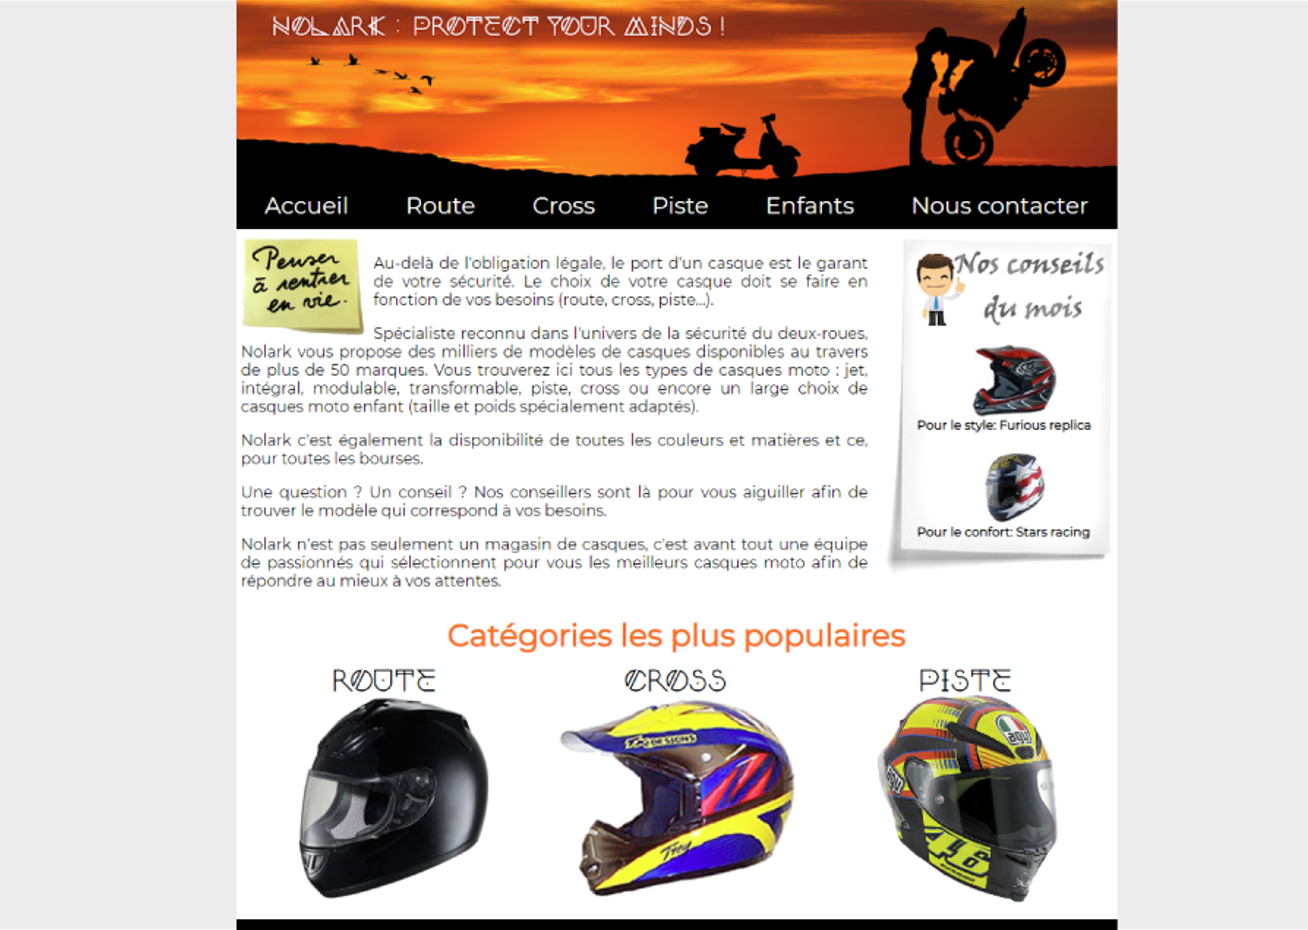 NOLARK : PROTECT YOUR MINDS !
Accueil Route Cross Piste Enfants Nous contacter
Penser
à rentrer
en vie.
Au-delà de l'obligation légale, le port d'un casque est le garant
de votre sécurité. Le choix de votre casque doit se faire en
fonction de vos besoins (route, cross, piste...).
Spécialiste reconnu dans l'univers de la sécurité du deux-roues,
Nolark vous propose des milliers de modèles de casques disponibles au travers
de plus de 50 marques. Vous trouverez ici tous les types de casques moto : jet,
intégral, modulable, transformable, piste, cross ou encore un large choix de
casques moto enfant (taille et poids spécialement adaptés).
Nolark c'est également la disponibilité de toutes les couleurs et matières et ce,
pour toutes les bourses.
Une question ? Un conseil ? Nos conseillers sont là pour vous aiguiller afin de
trouver le modèle qui correspond à vos besoins.
Nolark n'est pas seulement un magasin de casques, c'est avant tout une équipe
de passionnés qui sélectionnent pour vous les meilleurs casques moto afin de
répondre au mieux à vos attentes.
Nos conseils
du mois
Pour le style: Furious replica
Pour le confort: Stars racing
Catégories les plus populaires
ROUTE
CROSS
PISTE
DESIGNS
Troy
agv
agv
46